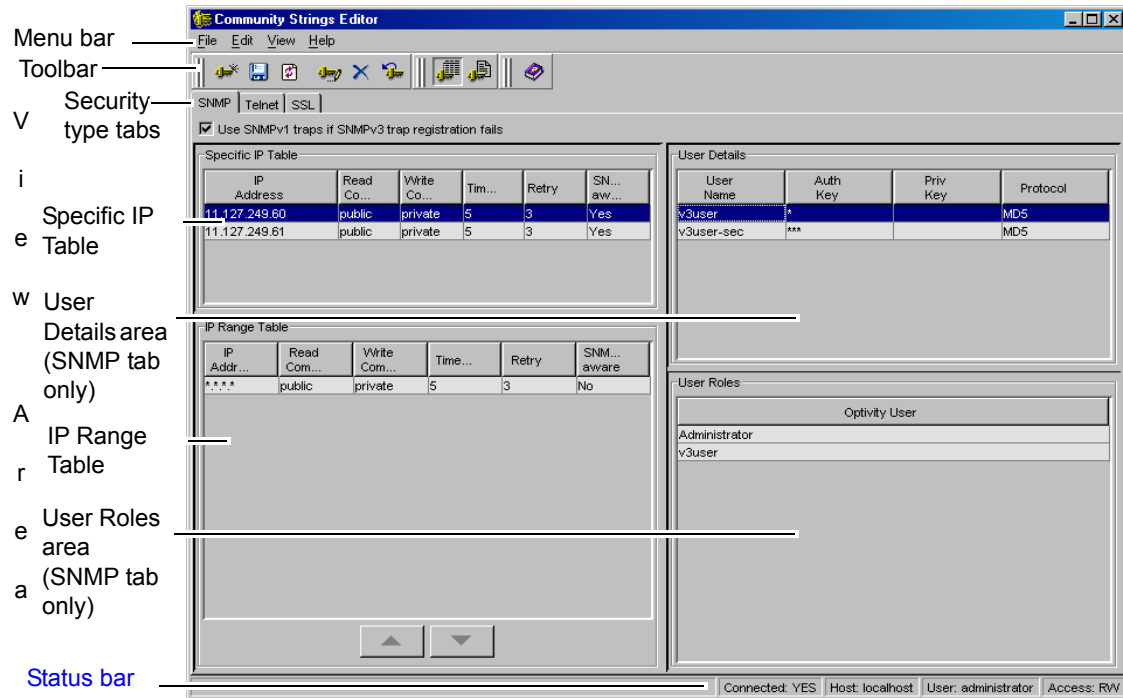 Community Strings Editor
Menu bar
File Edit View Help
Toolbar
Security
type tabs
SNMP Telnet SSL
Use SNMPv1 traps if SNMPv3 trap registration fails
View Area
Specific IP
Table
Specific IP Table
IP
Address
Read
Co...
Write
Co...
Tim...
Retry
SN...
aw...
11.127.249.60 public private 5 3 Yes
11.127.249.61 public private 5 3 Yes
User Details
User
Name
Auth
Key
Priv
Key
Protocol
v3user * MD5
v3user-sec *** MD5
User
Details area
(SNMP tab
only)
IP Range Table
IP
Addr...
Read
Com...
Write
Com...
Time...
Retry
SNM...
aware
*.*.*.* public private 5 3 No
IP Range
Table
User Roles
Optivity User
Administrator
v3user
User Roles
area
(SNMP tab
only)
Status bar
Connected: YES Host: localhost User: administrator Access: RW